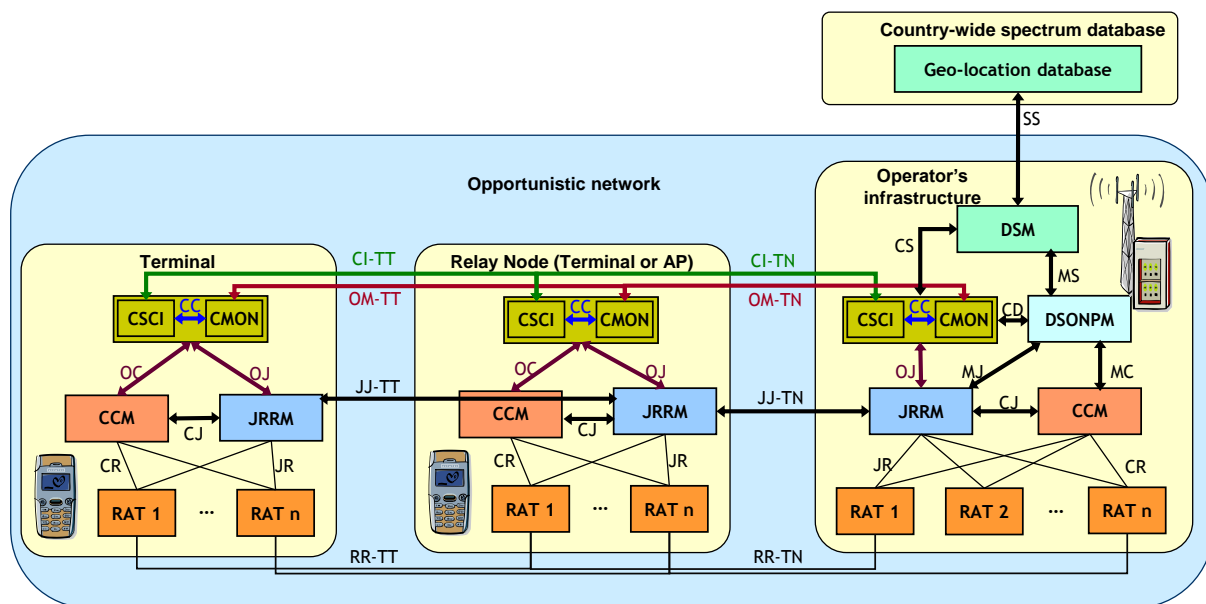 Country-wide spectrum database
Geo-location database
SS
Opportunistic network
Operator's
infrastructure
DSM
CS
MS
Terminal
CI-TT
Relay Node (Terminal or AP)
CI-TN
OM-TT
OM-TN
CSCI
CC
CMON
CSCI
CC
CMON
CSCI
CC
CMON
CD
DSONPM
OC
OJ
OC
OJ
OJ
MJ
MC
CCM
CJ
JRRM
JJ-TT
CCM
CJ
JRRM
JJ-TN
JRRM
CJ
CCM
CR
JR
CR
JR
JR
CR
RAT 1
...
RAT n
RAT 1
...
RAT n
RAT 1
RAT 2
...
RAT n
RR-TT
RR-TN